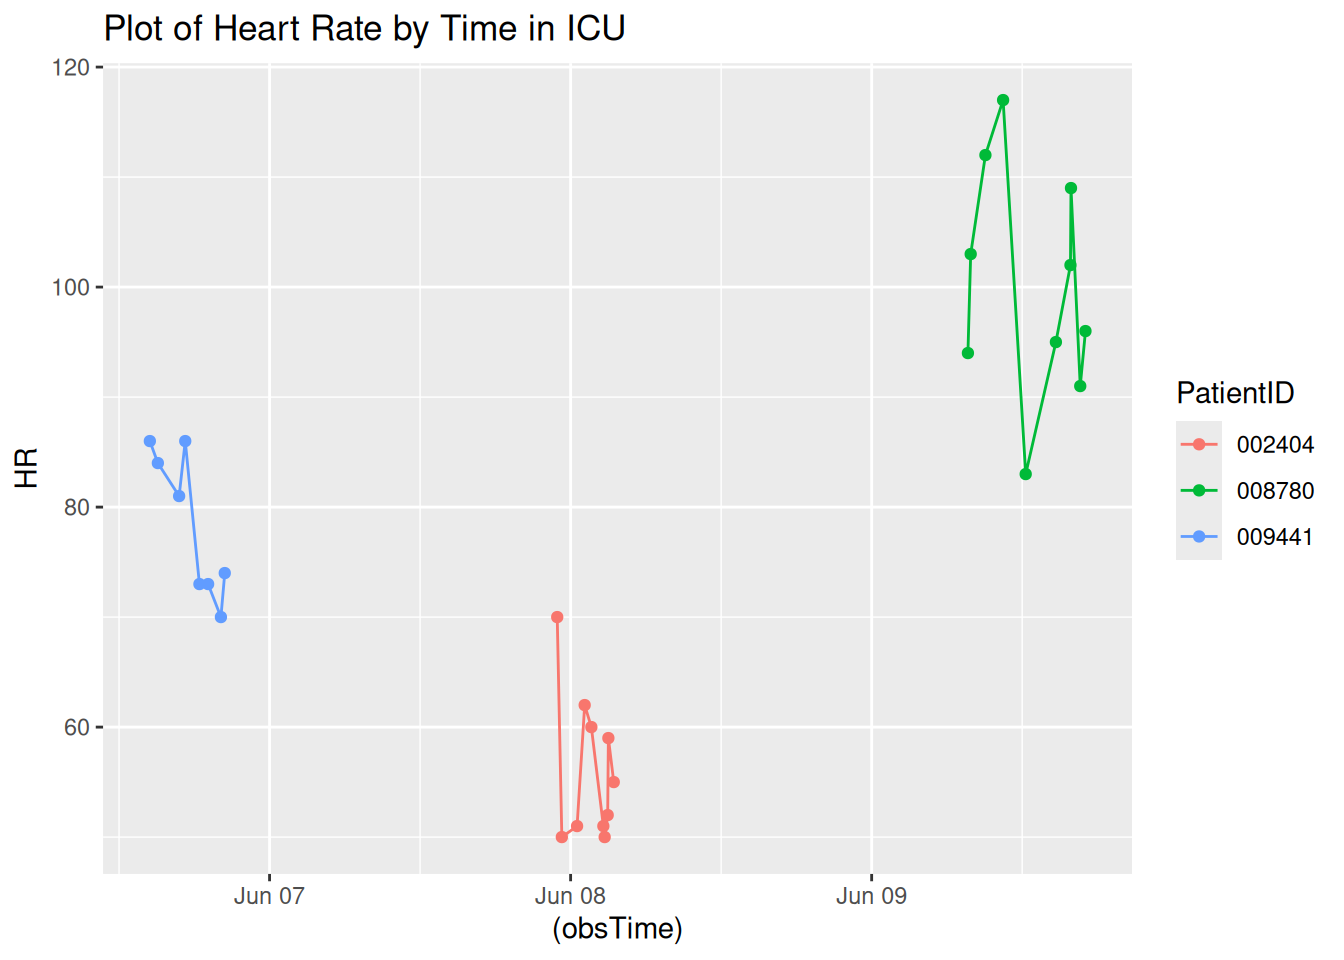 Plot of Heart Rate by Time in ICU
120
100
80
60
HR
Jun 07
Jun 08
Jun 09
(obsTime)
PatientID
002404
008780
009441